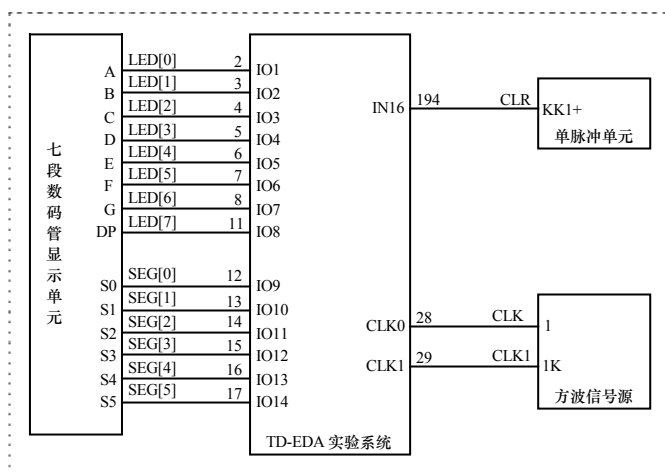 七段数码管显示单元
A LED[0] 2 IO1
B LED[1] 3 IO2
C LED[2] 4 IO3
D LED[3] 5 IO4
E LED[4] 6 IO5
F LED[5] 7 IO6
G LED[6] 8 IO7
DP LED[7] 11 IO8
S0 SEG[0] 12 IO9
S1 SEG[1] 13 IO10
S2 SEG[2] 14 IO11
S3 SEG[3] 15 IO12
S4 SEG[4] 16 IO13
S5 SEG[5] 17 IO14
IN16 194 CLR KK1+
单脉冲单元
CLK0 28 CLK 1
CLK1 29 CLK1 1K
方波信号源
TD-EDA 实验系统